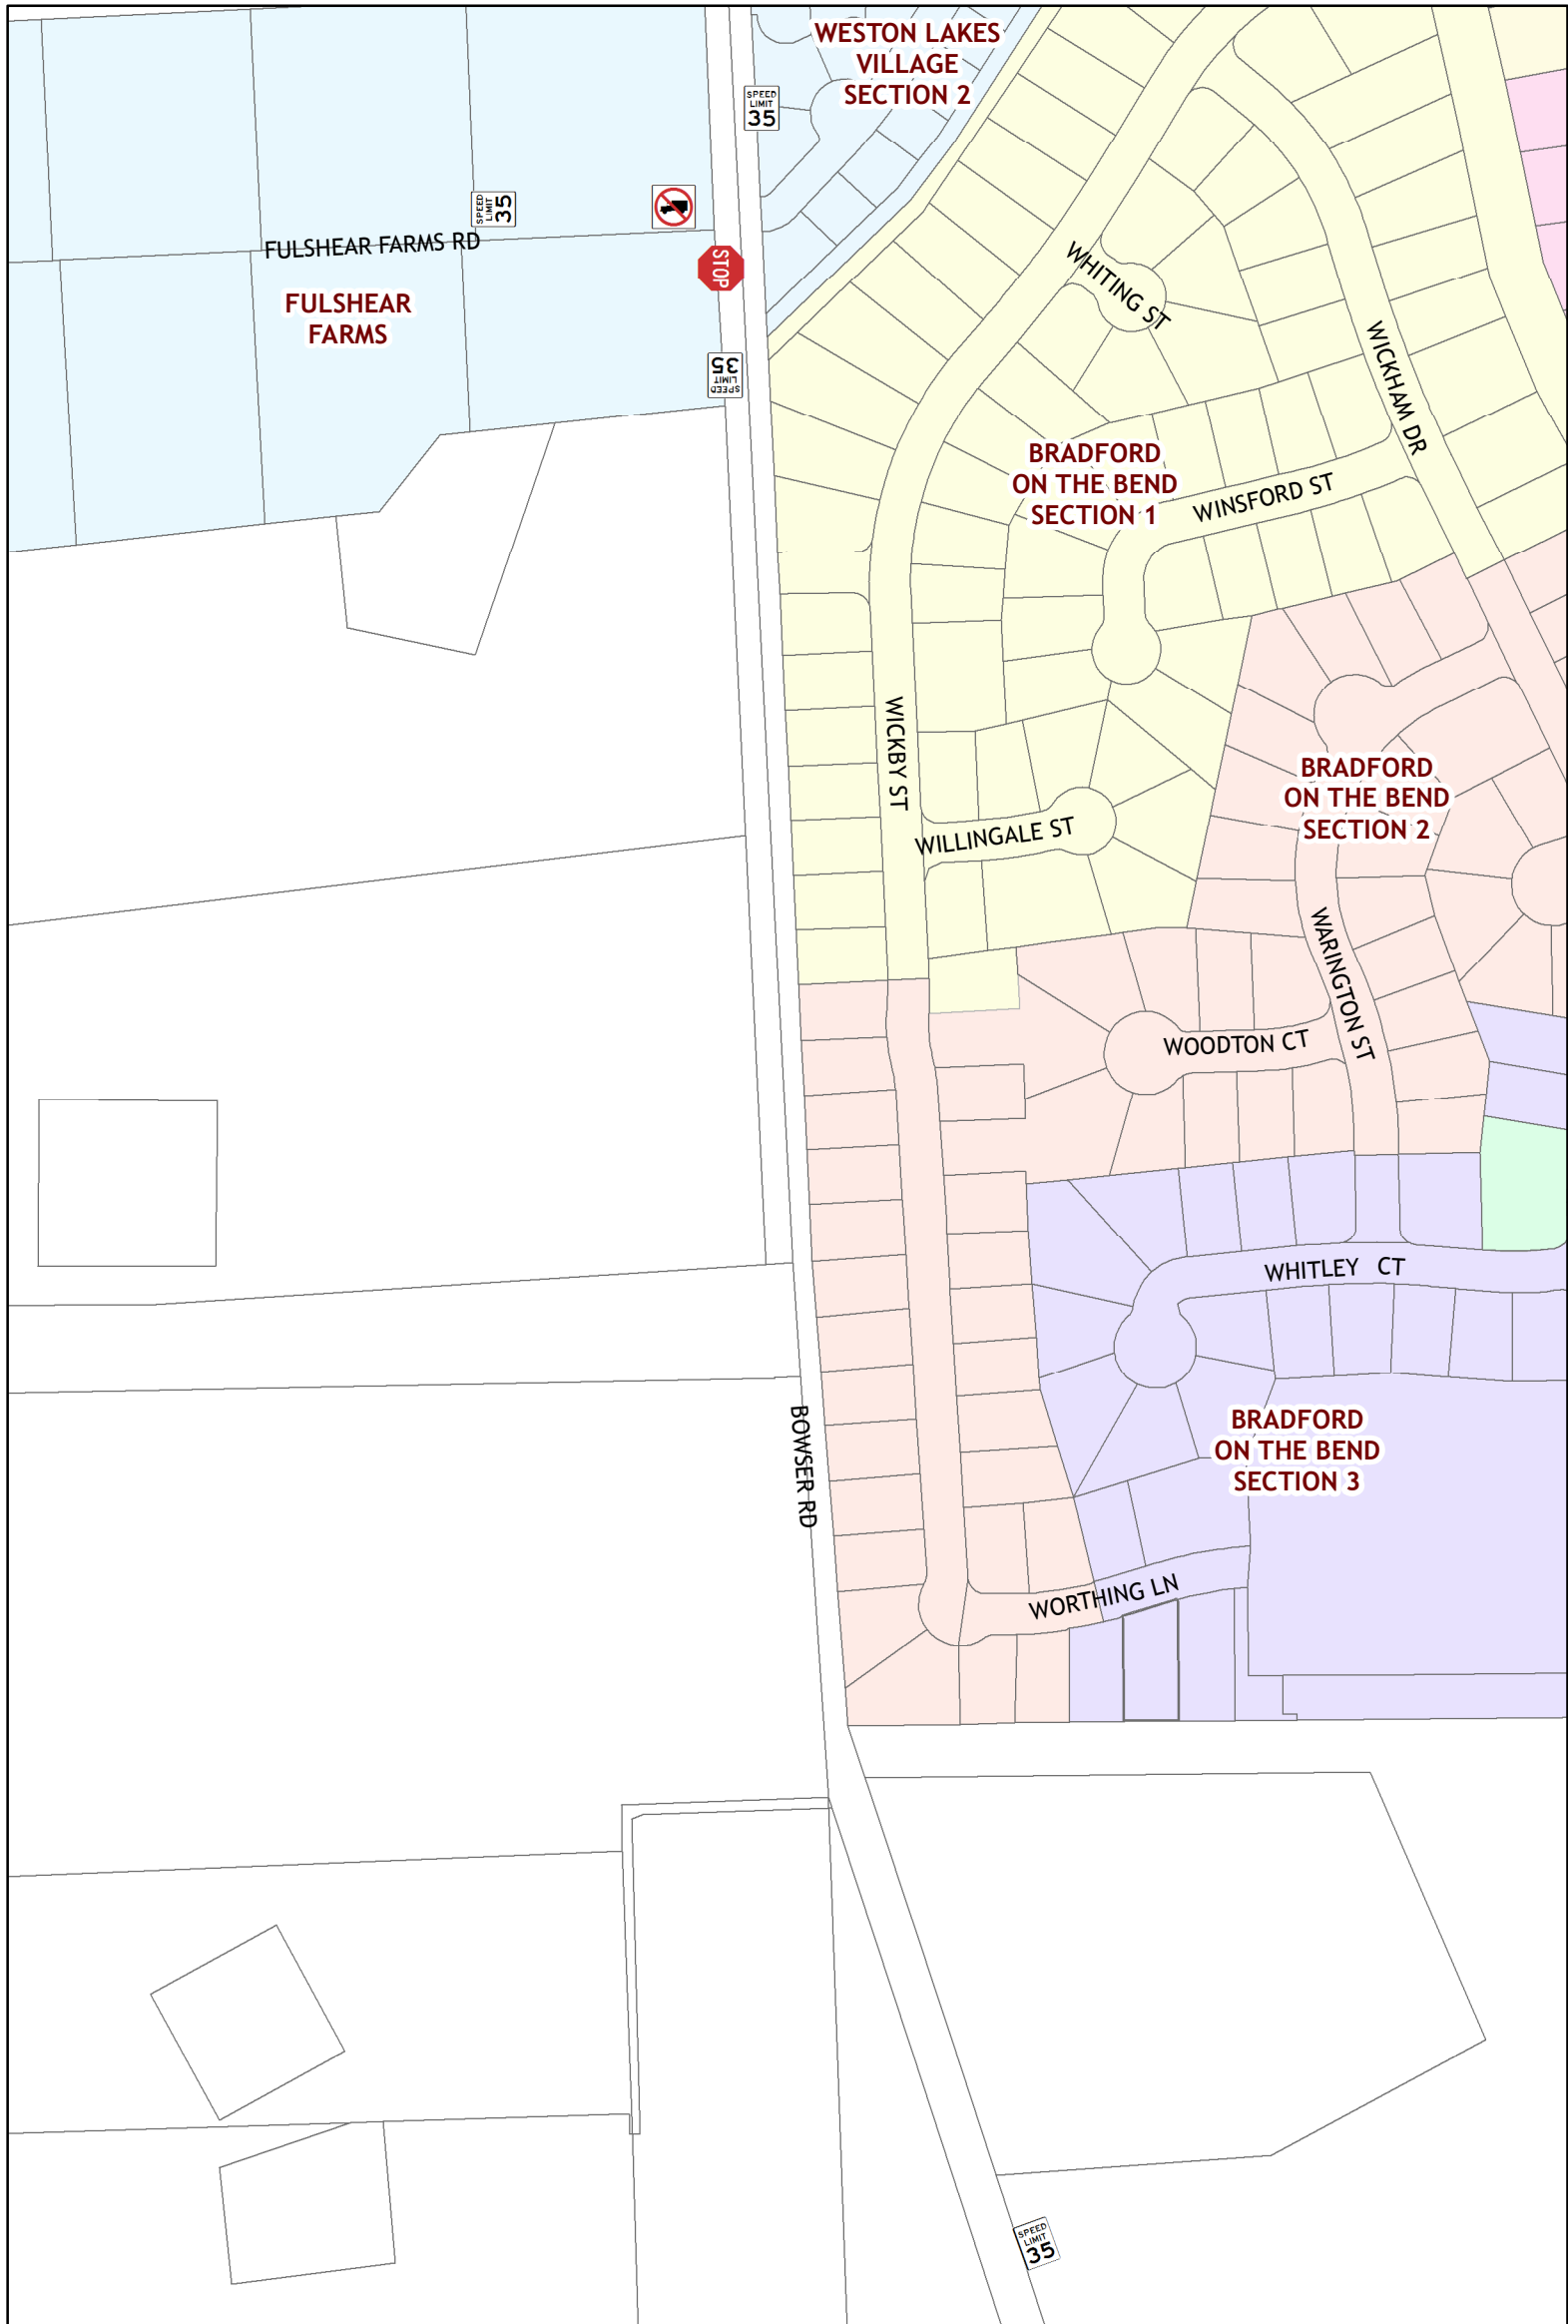 WESTON LAKES
VILLAGE
SECTION 2
SPEED
LIMIT
35
SPEED
LIMIT
35
FULSHEAR FARMS RD
STOP
FULSHEAR
FARMS
SPEED
LIMIT
35
WHITING ST
WICKHAM DR
BRADFORD
ON THE BEND
SECTION 1
WINSFORD ST
WICKBY ST
BRADFORD
ON THE BEND
SECTION 2
WILLINGALE ST
WARINGTON ST
WOODTON CT
WHITLEY CT
BOWSER RD
BRADFORD
ON THE BEND
SECTION 3
WORTHING LN
SPEED
LIMIT
35